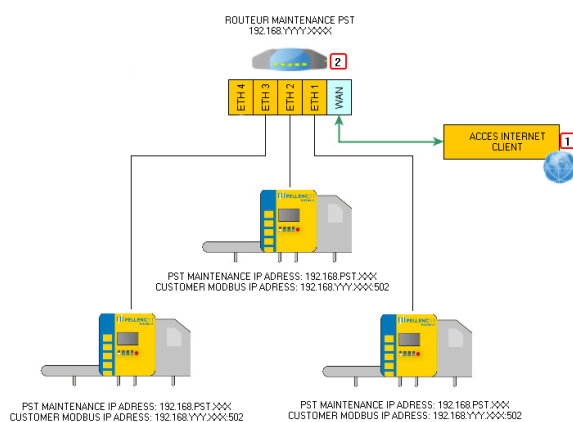 ROUTEUR MAINTENANCE PST
192.168.YYYY.XXXX
2
ETH 4
ETH 3
ETH 2
ETH 1
WAN
ACCES INTERNET
CLIENT
1
PELLENC
PST MAINTENANCE IP ADRESS: 192.168.PST.XXX
CUSTOMER MODBUS IP ADRESS: 192.168.YYY.XXX:502
PELLENC
PELLENC
PST MAINTENANCE IP ADRESS: 192.168.PST.XXX
CUSTOMER MODBUS IP ADRESS: 192.168.YYY.XXX:502
PST MAINTENANCE IP ADRESS: 192.168.PST.XXX
CUSTOMER MODBUS IP ADRESS: 192.168.YYY.XXX:502